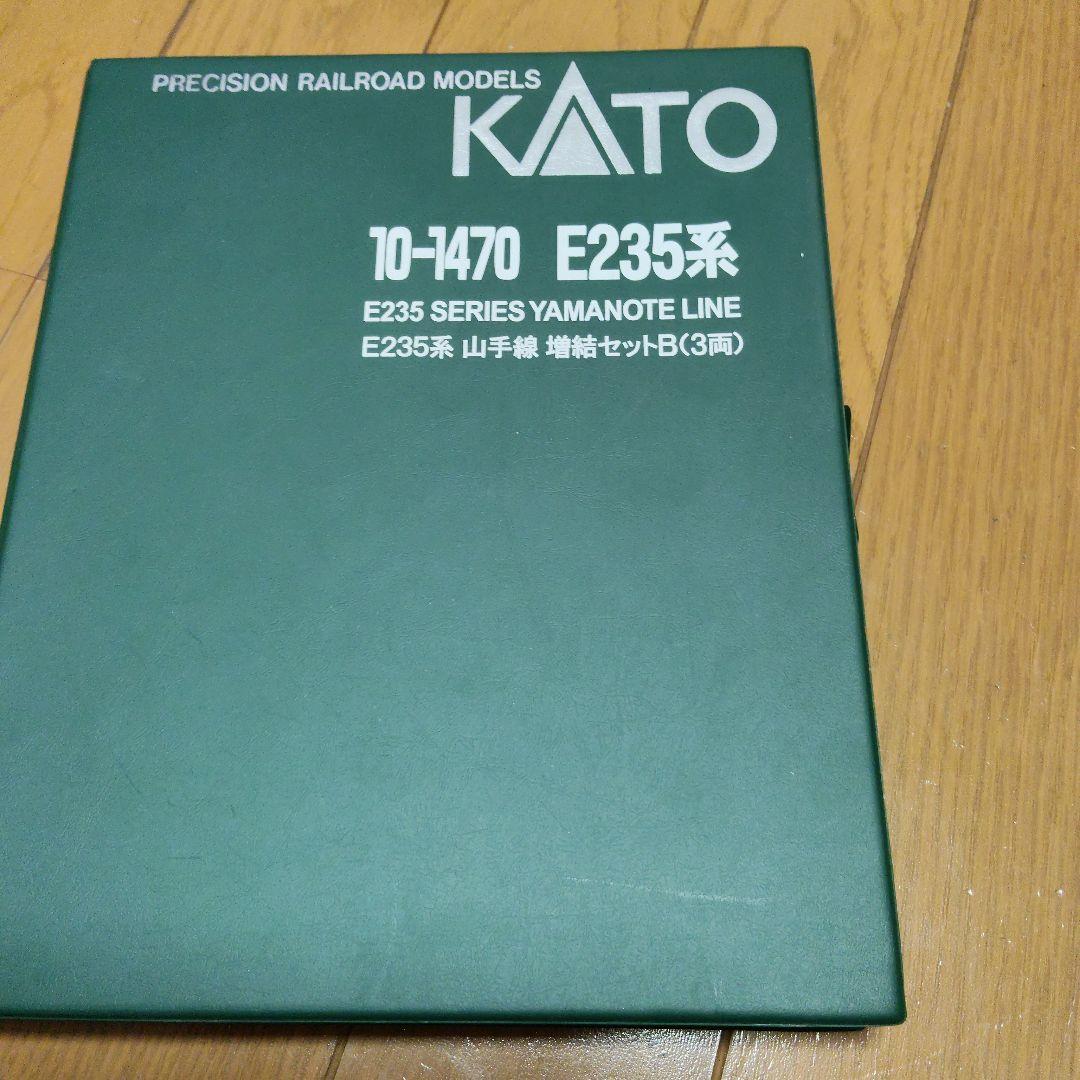 PRECISION RAILROAD MODELS
KATO
10-1470 E235系
E235 SERIES YAMANOTE LINE
E235系 山手線 増結セットB(3両)